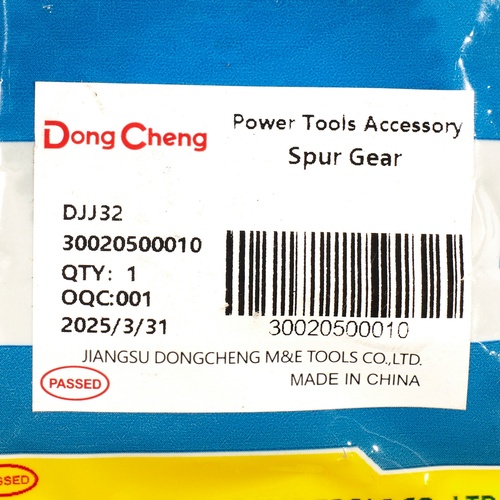 Dong Cheng
Power Tools Accessory
Spur Gear
DJJ32
30020500010
QTY: 1
OQC:001
2025/3/31
30020500010
JIANGSU DONGCHENG M&E TOOLS CO.,LTD.
PASSED
MADE IN CHINA